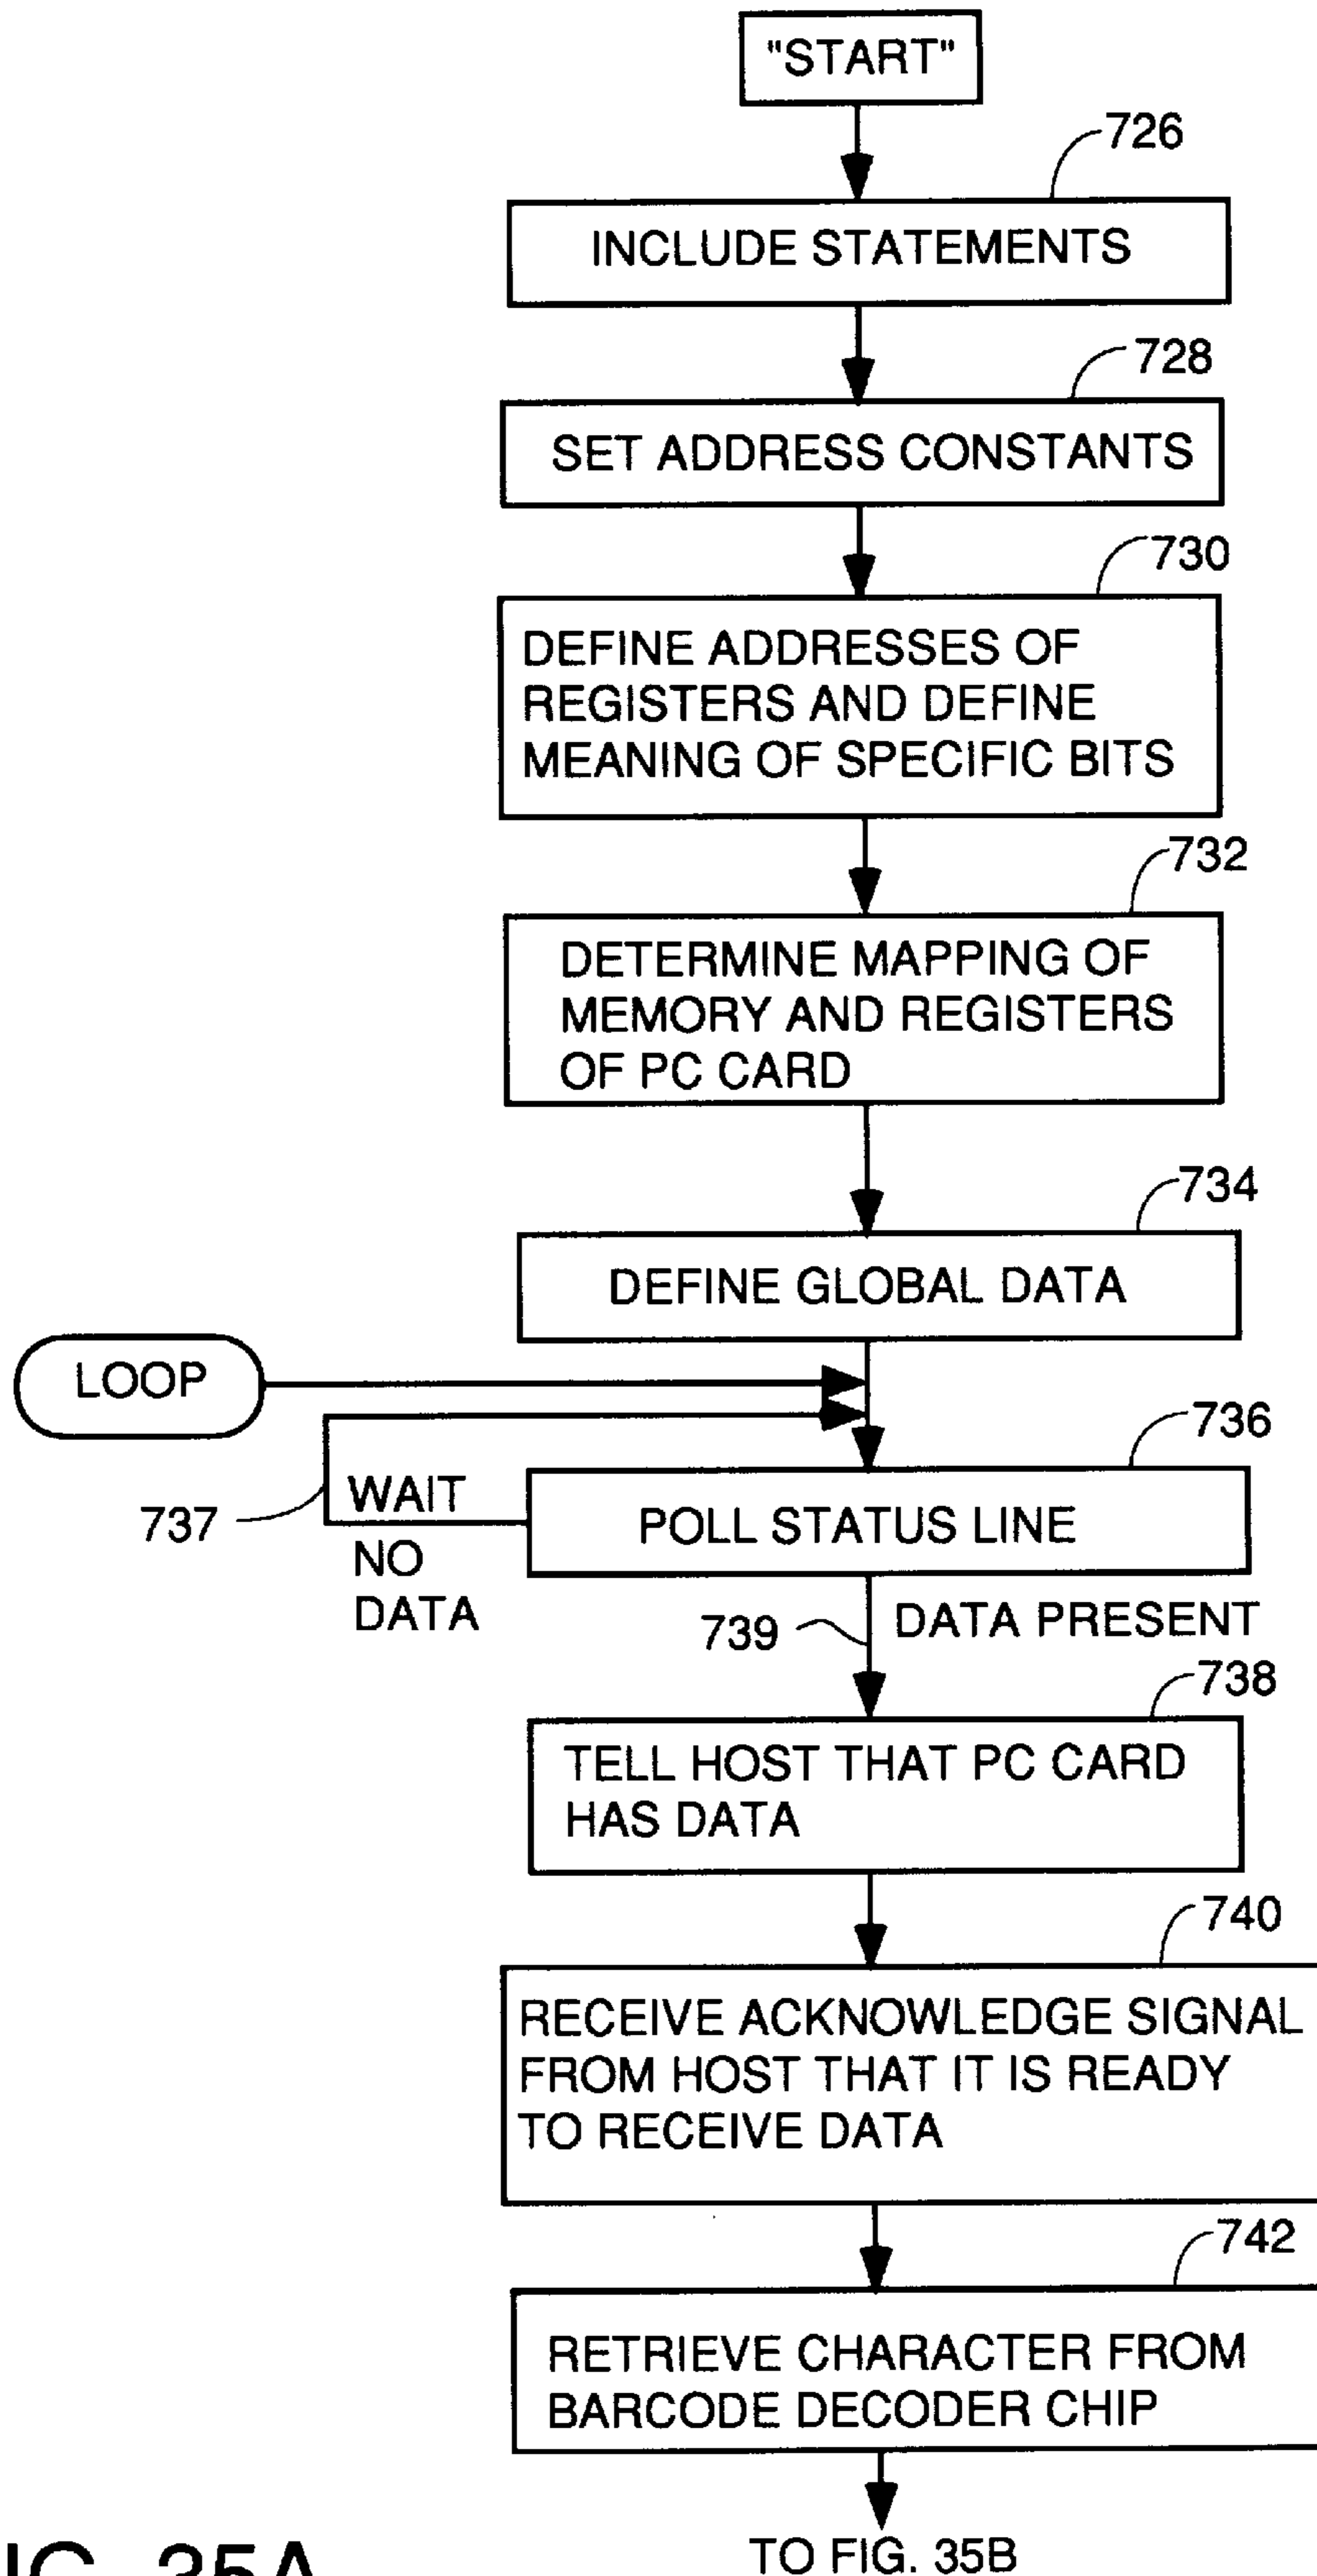 "START"
726
INCLUDE STATEMENTS
728
SET ADDRESS CONSTANTS
730
DEFINE ADDRESSES OF
REGISTERS AND DEFINE
MEANING OF SPECIFIC BITS
732
DETERMINE MAPPING OF
MEMORY AND REGISTERS
OF PC CARD
734
DEFINE GLOBAL DATA
LOOP
736
737
WAIT
NO
DATA
POLL STATUS LINE
739
DATA PRESENT
738
TELL HOST THAT PC CARD
HAS DATA
740
RECEIVE ACKNOWLEDGE SIGNAL
FROM HOST THAT IT IS READY
TO RECEIVE DATA
742
RETRIEVE CHARACTER FROM
BARCODE DECODER CHIP
TO FIG. 35B